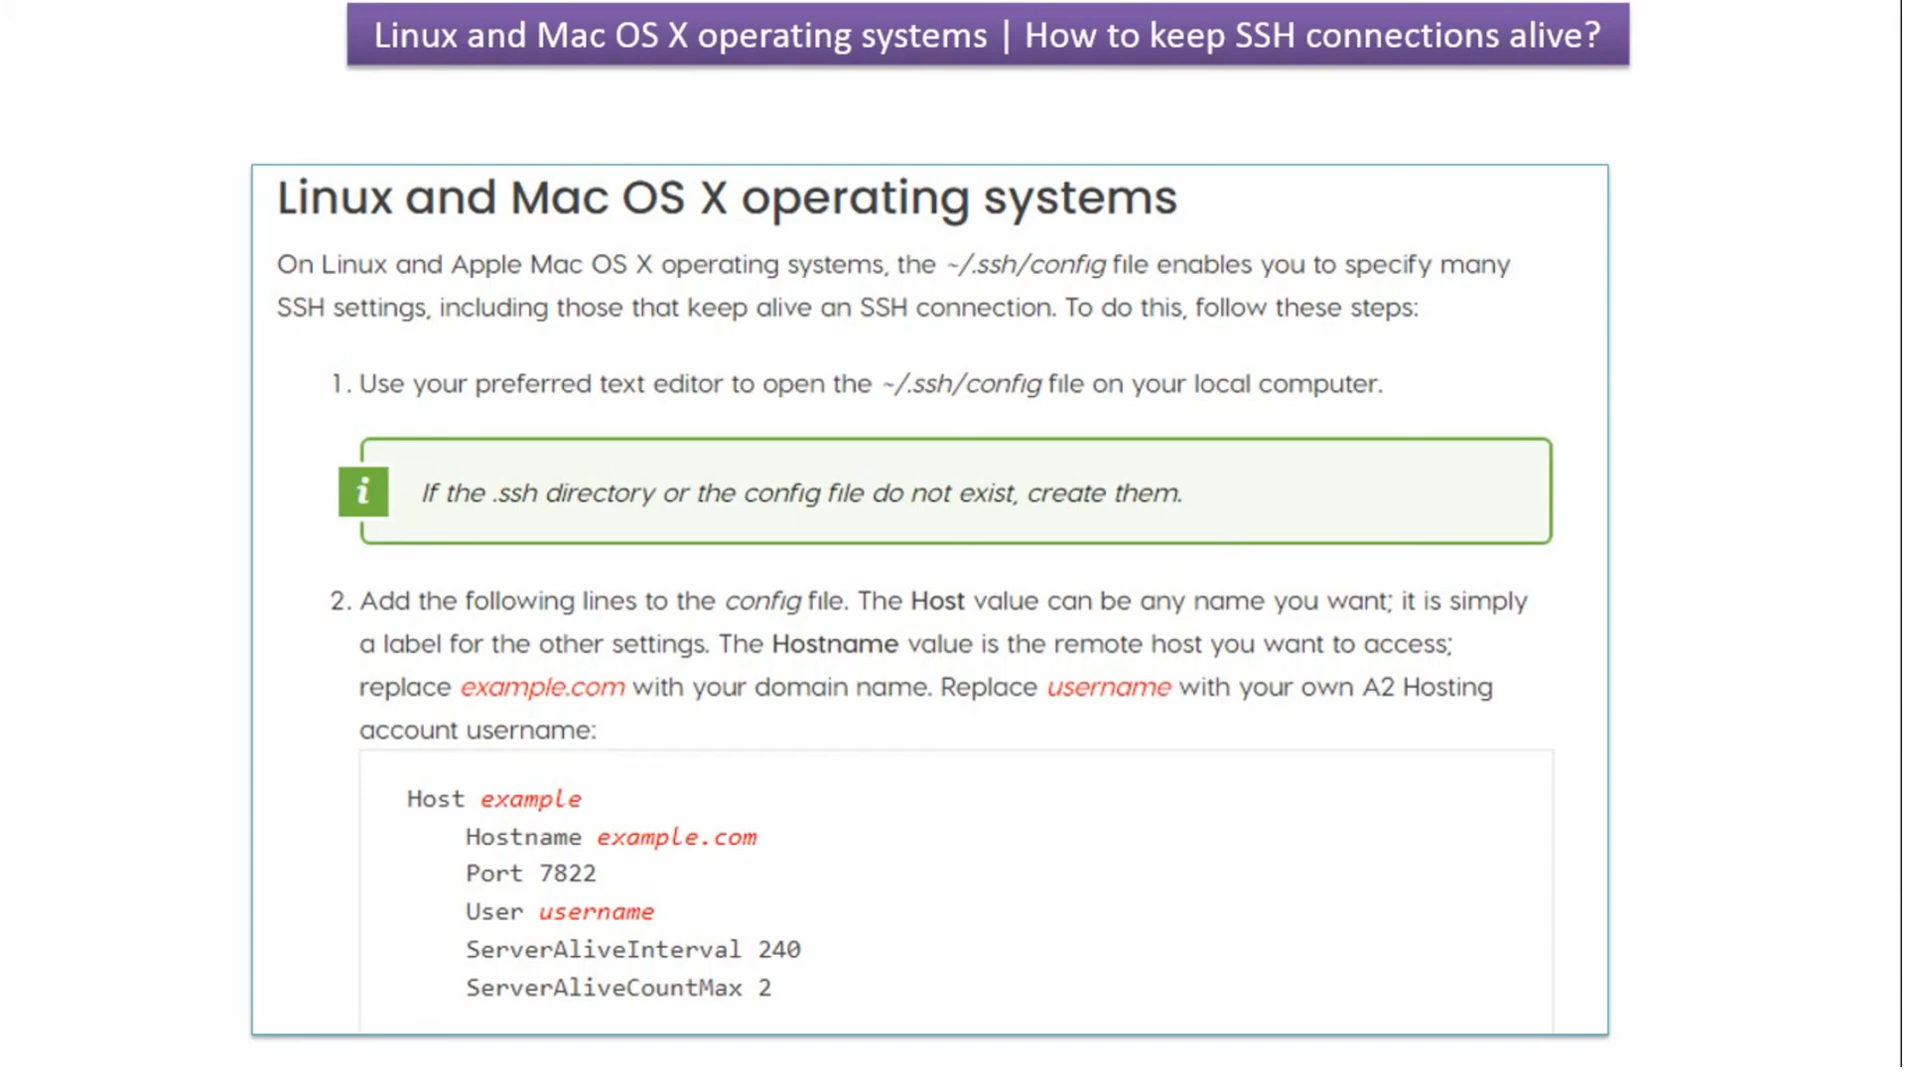 Linux and Mac OS X operating systems | How to keep SSH connections alive?
Linux and Mac OS X operating systems
On Linux and Apple Mac OS X operating systems, the ~/.ssh/config file enables you to specify many
SSH settings, including those that keep alive an SSH connection. To do this, follow these steps:
1. Use your preferred text editor to open the ~/.ssh/config file on your local computer.
i If the .ssh directory or the config file do not exist, create them.
2. Add the following lines to the config file. The Host value can be any name you want; it is simply
a label for the other settings. The Hostname value is the remote host you want to access;
replace example.com with your domain name. Replace username with your own A2 Hosting
account username:
Host example
Hostname example.com
Port 7822
User username
ServerAliveInterval 240
ServerAliveCountMax 2